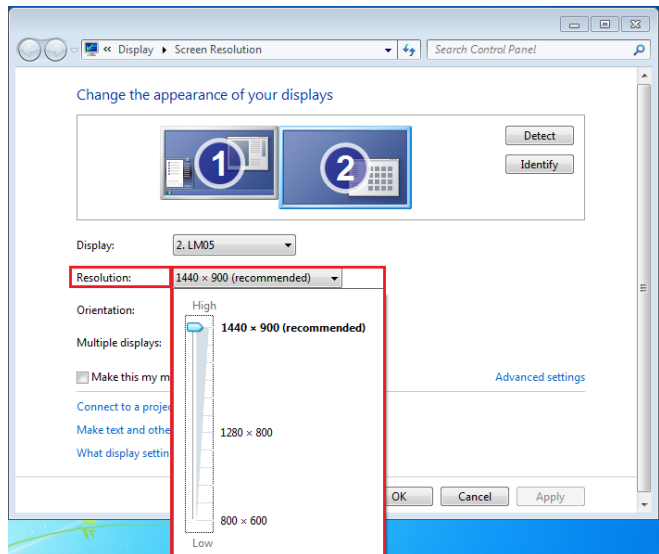 « Display ▸ Screen Resolution
Search Control Panel
Change the appearance of your displays
1
2
Detect
Identify
Display:
2. LM05
Resolution:
1440 × 900 (recommended)
Orientation:
High
1440 × 900 (recommended)
Multiple displays:
Make this my m
Advanced settings
Connect to a projec
Make text and othe
1280 × 800
What display settin
OK
Cancel
Apply
800 × 600
Low